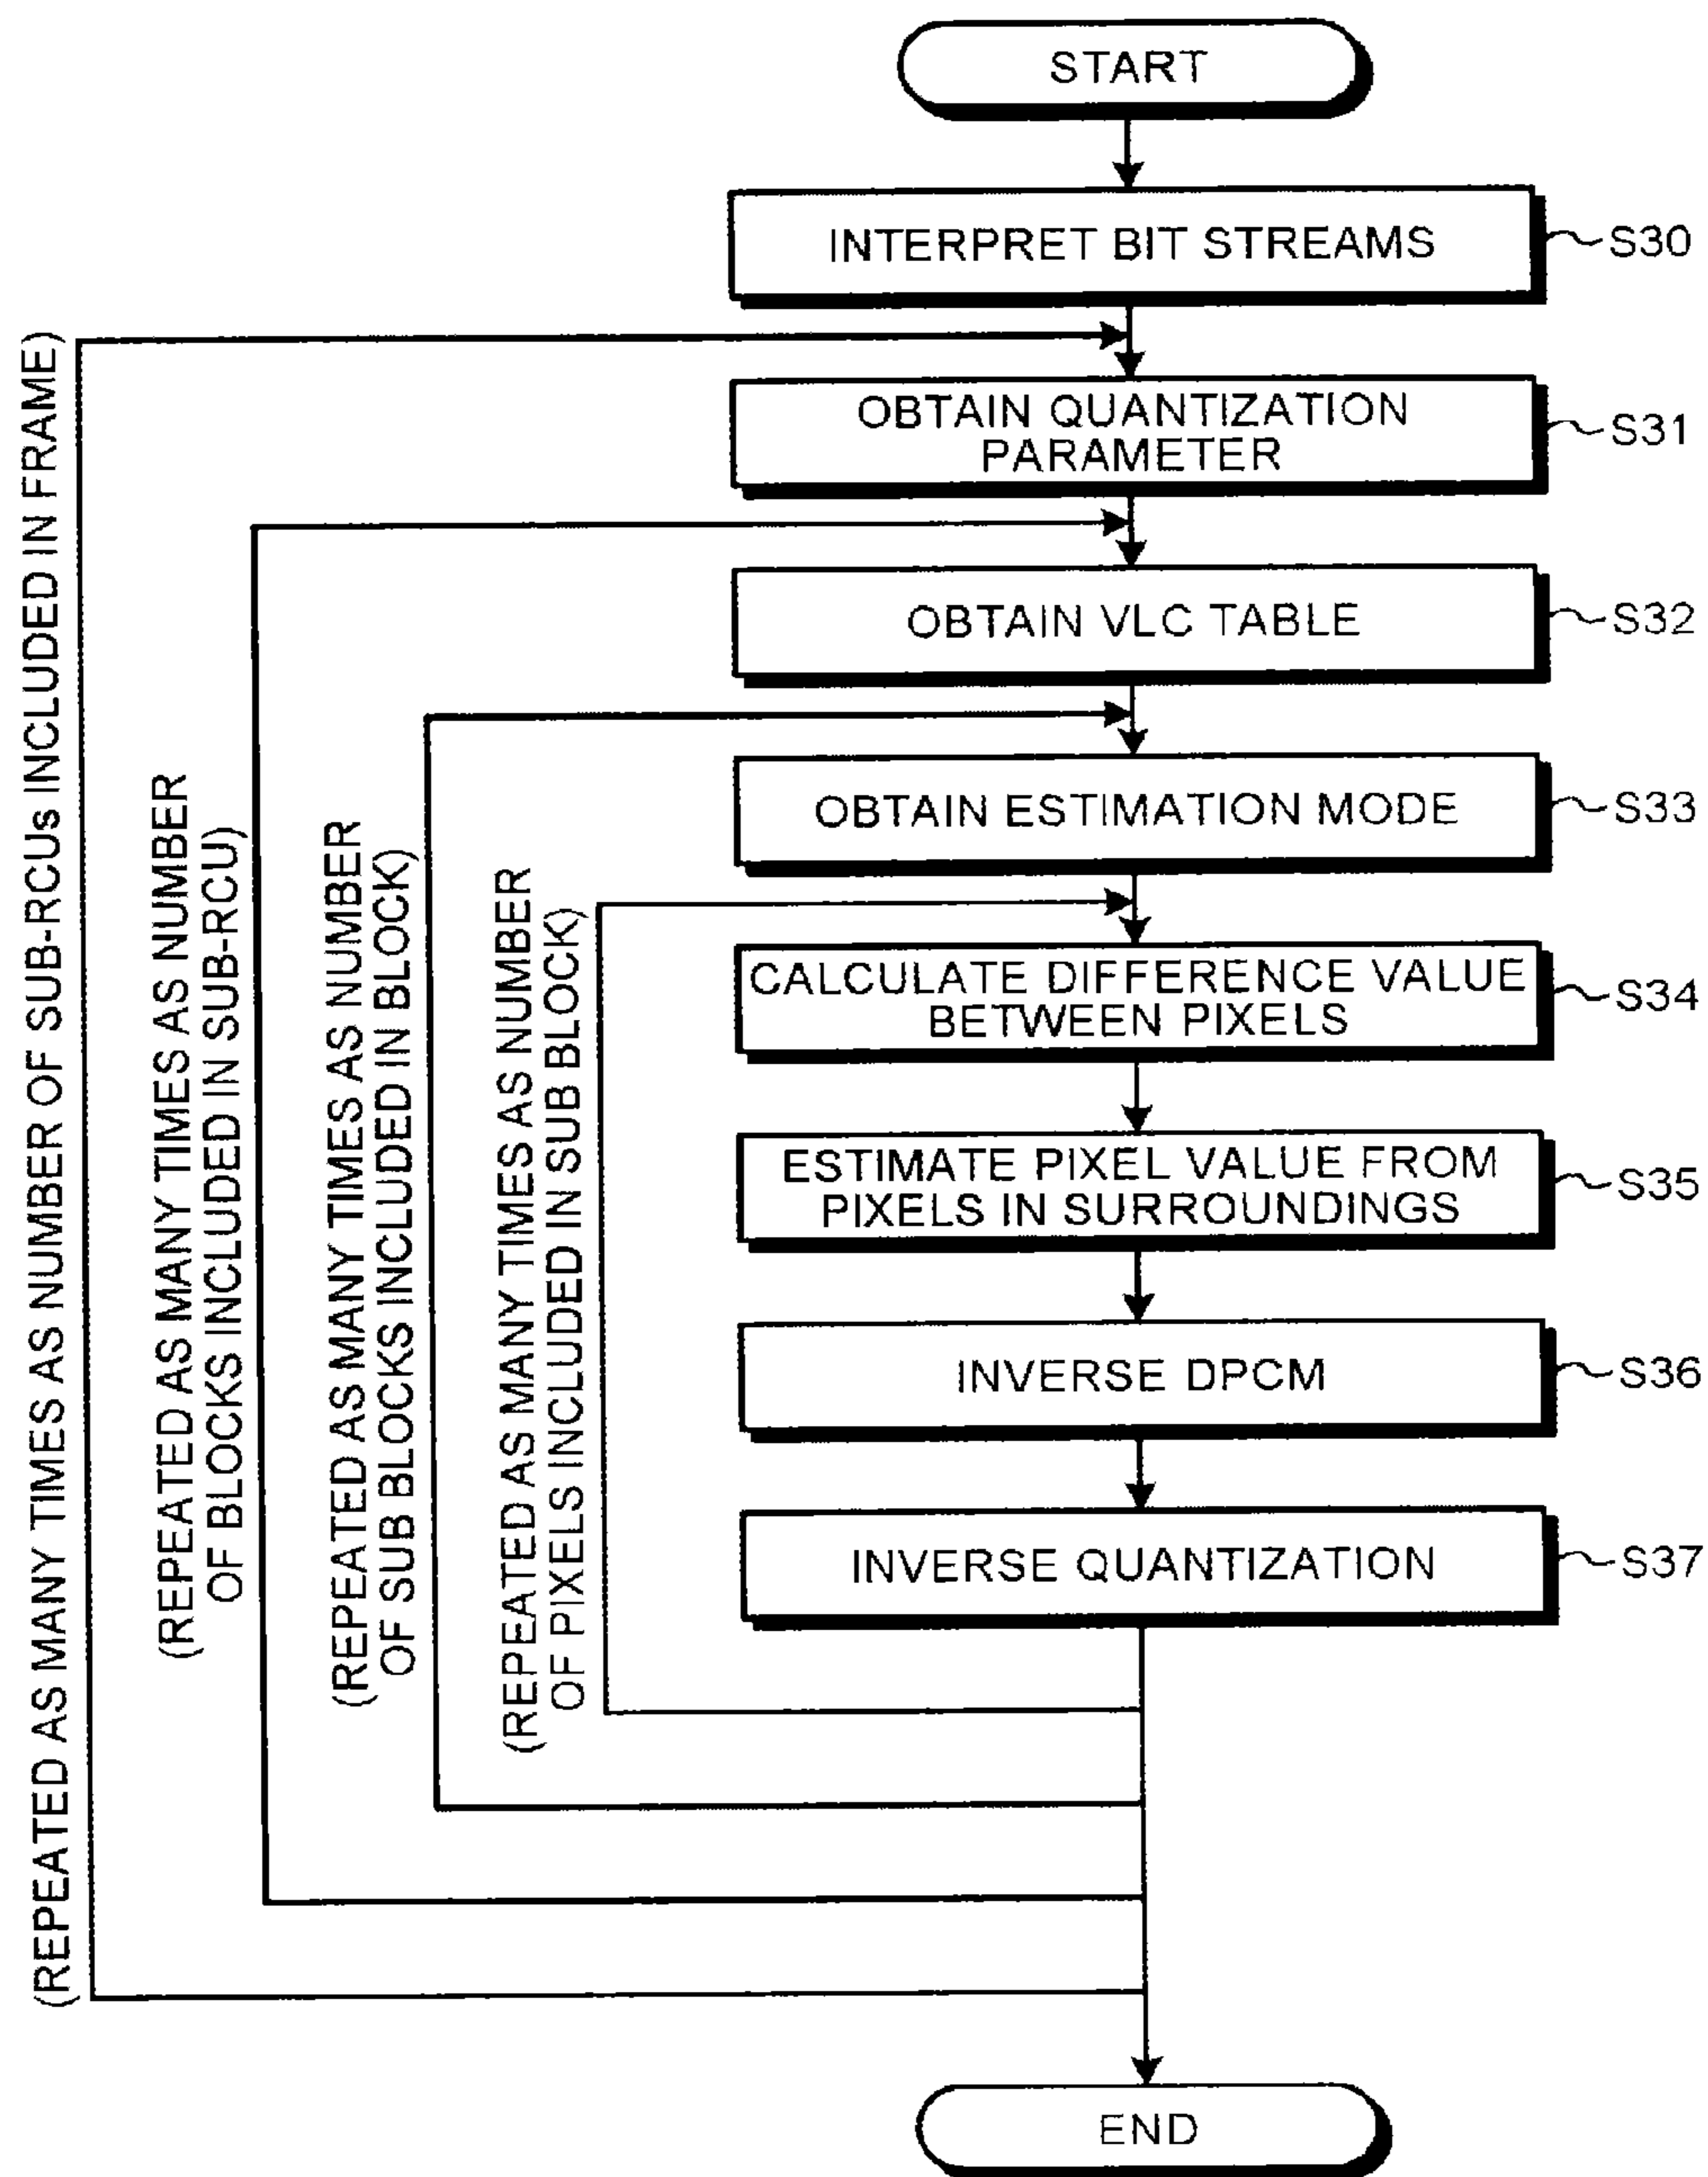 START
INTERPRET BIT STREAMS
S30
OBTAIN QUANTIZATION
PARAMETER
S31
OBTAIN VLC TABLE
S32
OBTAIN ESTIMATION MODE
S33
CALCULATE DIFFERENCE VALUE
BETWEEN PIXELS
S34
ESTIMATE PIXEL VALUE FROM
PIXELS IN SURROUNDINGS
S35
INVERSE DPCM
S36
INVERSE QUANTIZATION
S37
END
(REPEATED AS MANY TIMES AS NUMBER OF SUB-RCUs INCLUDED IN FRAME)
(REPEATED AS MANY TIMES AS NUMBER
OF BLOCKS INCLUDED IN SUB-RCU)
(REPEATED AS MANY TIMES AS NUMBER
OF SUB BLOCKS INCLUDED IN BLOCK)
(REPEATED AS MANY TIMES AS NUMBER
OF PIXELS INCLUDED IN SUB BLOCK)